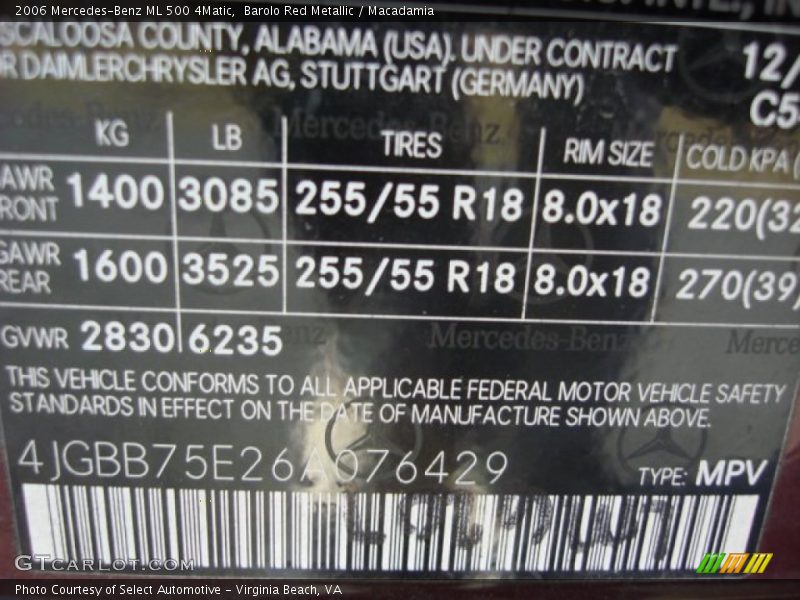 2006 Mercedes-Benz ML 500 4Matic,  Barolo Red Metallic / Macadamia
SCALOOSA COUNTY, ALABAMA (USA). UNDER CONTRACT 12/
R DAIMLERCHRYSLER AG, STUTTGART (GERMANY) C5
KG LB TIRES RIM SIZE COLD KPA (
GAWR FRONT 1400 3085 255/55 R18 8.0x18 220(32
GAWR REAR 1600 3525 255/55 R18 8.0x18 270(39)
GVWR 2830 6235
Mercedes-Benz
THIS VEHICLE CONFORMS TO ALL APPLICABLE FEDERAL MOTOR VEHICLE SAFETY
STANDARDS IN EFFECT ON THE DATE OF MANUFACTURE SHOWN ABOVE.
4JGBB75E26A076429 TYPE: MPV
GTCARLOT.COM
Photo Courtesy of Select Automotive – Virginia Beach, VA